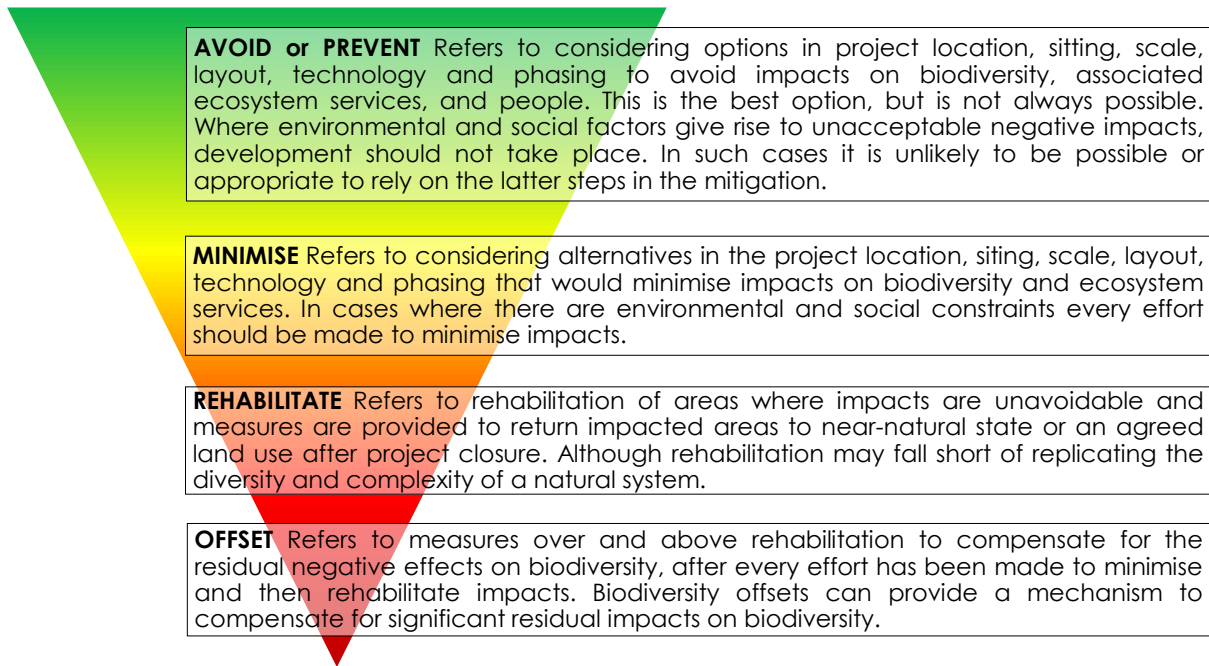 AVOID or PREVENT Refers to considering options in project location, sitting, scale,
layout, technology and phasing to avoid impacts on biodiversity, associated
ecosystem services, and people. This is the best option, but is not always possible.
Where environmental and social factors give rise to unacceptable negative impacts,
development should not take place. In such cases it is unlikely to be possible or
appropriate to rely on the latter steps in the mitigation.
MINIMISE Refers to considering alternatives in the project location, siting, scale, layout,
technology and phasing that would minimise impacts on biodiversity and ecosystem
services. In cases where there are environmental and social constraints every effort
should be made to minimise impacts.
REHABILITATE Refers to rehabilitation of areas where impacts are unavoidable and
measures are provided to return impacted areas to near-natural state or an agreed
land use after project closure. Although rehabilitation may fall short of replicating the
diversity and complexity of a natural system.
OFFSET Refers to measures over and above rehabilitation to compensate for the
residual negative effects on biodiversity, after every effort has been made to minimise
and then rehabilitate impacts. Biodiversity offsets can provide a mechanism to
compensate for significant residual impacts on biodiversity.